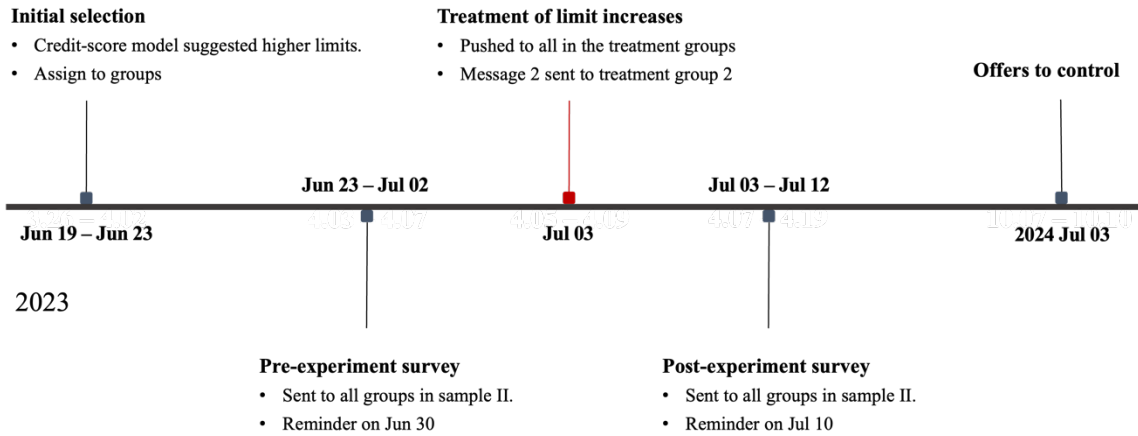 Initial selection
• Credit-score model suggested higher limits.
• Assign to groups
Treatment of limit increases
• Pushed to all in the treatment groups
• Message 2 sent to treatment group 2
Offers to control
Jun 23 – Jul 02
Jul 03 – Jul 12
Jun 19 – Jun 23
Jul 03
2024 Jul 03
2023
Pre-experiment survey
• Sent to all groups in sample II.
• Reminder on Jun 30
Post-experiment survey
• Sent to all groups in sample II.
• Reminder on Jul 10